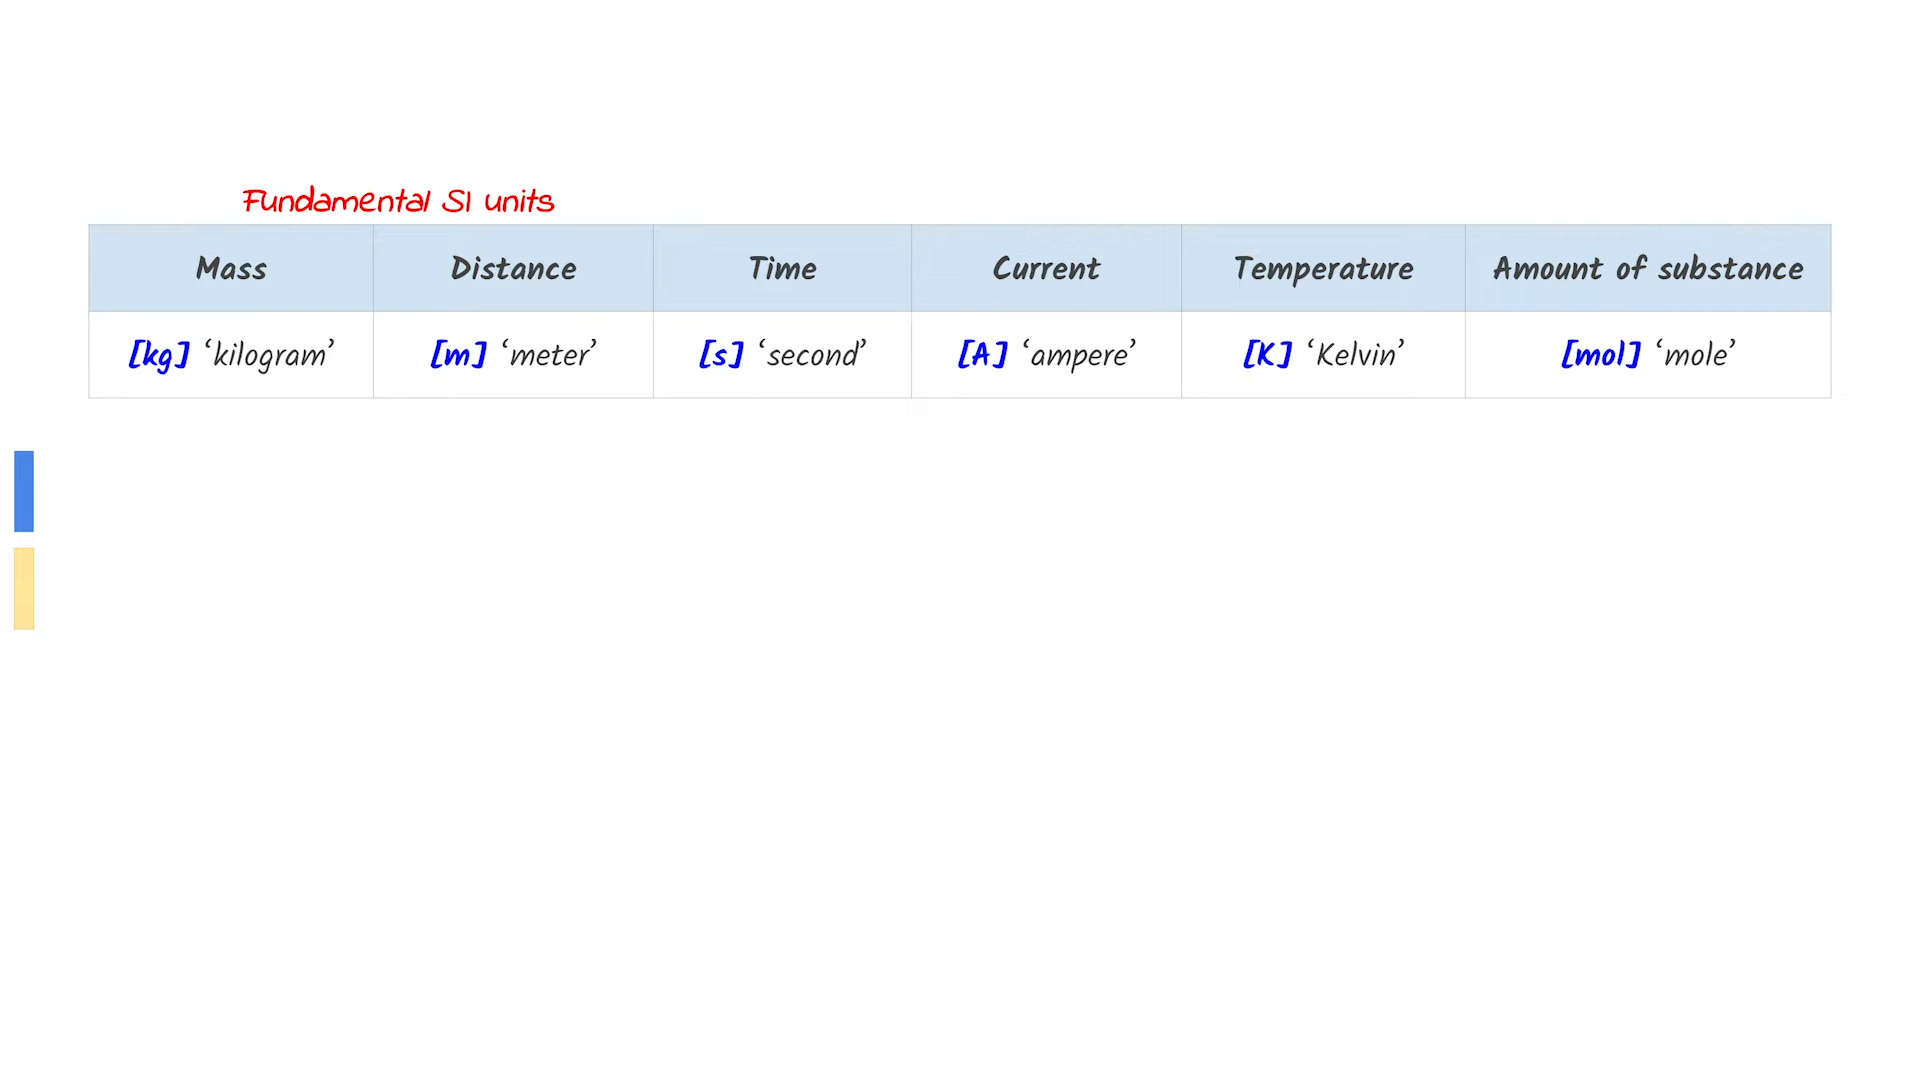 Fundamental SI units
Mass Distance Time Current Temperature Amount of substance
[kg] ‘kilogram’ [m] ‘meter’ [s] ‘second’ [A] ‘ampere’ [K] ‘Kelvin’ [mol] ‘mole’